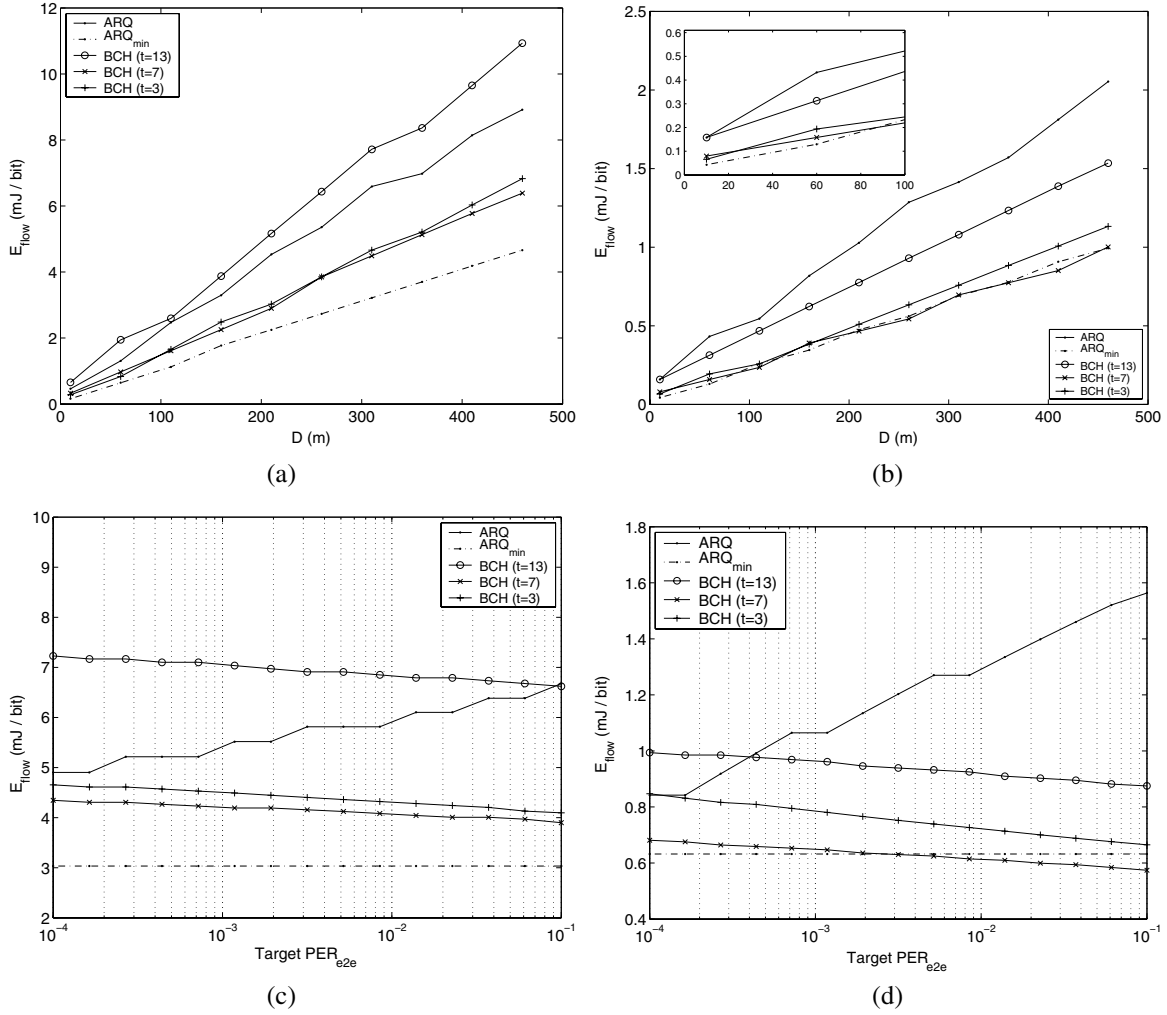 12
10
8
6
4
2
0
E_flow (mJ / bit)
ARQ
ARQ_min
BCH (t=13)
BCH (t=7)
BCH (t=3)
0 100 200 300 400 500
D (m)
(a)
2.5
2
1.5
1
0.5
0
E_flow (mJ / bit)
0.6
0.5
0.4
0.3
0.2
0.1
0
0 20 40 60 80 100
ARQ
ARQ_min
BCH (t=13)
BCH (t=7)
BCH (t=3)
0 100 200 300 400 500
D (m)
(b)
10
9
8
7
6
5
4
3
2
E_flow (mJ / bit)
ARQ
ARQ_min
BCH (t=13)
BCH (t=7)
BCH (t=3)
10^-4 10^-3 10^-2 10^-1
Target PER_e2e
(c)
1.8
1.6
1.4
1.2
1
0.8
0.6
0.4
E_flow (mJ / bit)
ARQ
ARQ_min
BCH (t=13)
BCH (t=7)
BCH (t=3)
10^-4 10^-3 10^-2 10^-1
Target PER_e2e
(d)